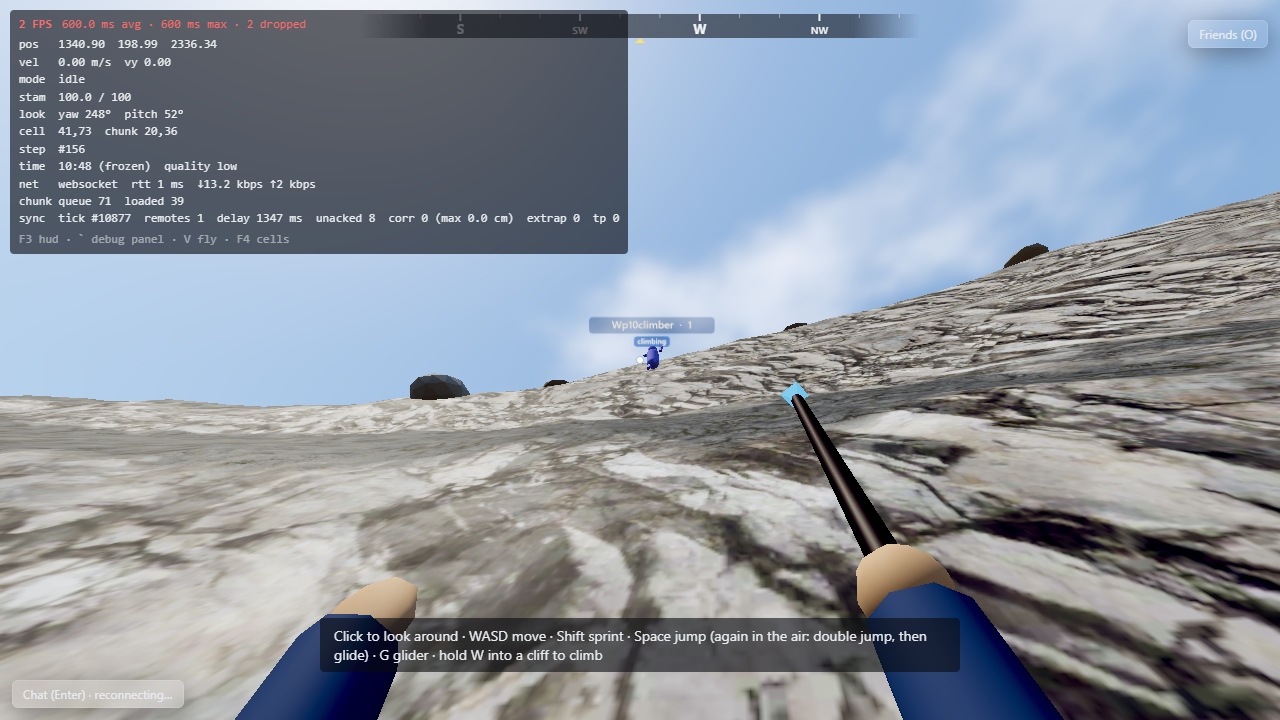 2 FPS 600.0 ms avg · 600 ms max · 2 dropped
pos 1340.90 198.99 2336.34
vel 0.00 m/s vy 0.00
mode idle
stam 100.0 / 100
look yaw 248° pitch 52°
cell 41,73 chunk 20,36
step #156
time 10:48 (frozen) quality low
net websocket rtt 1 ms ↓13.2 kbps ↑2 kbps
chunk queue 71 loaded 39
sync tick #10877 remotes 1 delay 1347 ms unacked 8 corr 0 (max 0.0 cm) extrap 0 tp 0
F3 hud · ` debug panel · V fly · F4 cells
S SW W NW
Friends (O)
Wp10climber · 1
climbing
Click to look around · WASD move · Shift sprint · Space jump (again in the air: double jump, then
glide) · G glider · hold W into a cliff to climb
Chat (Enter) · reconnecting...